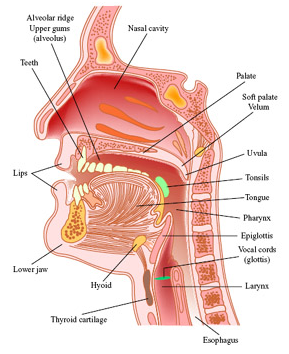 Alveolar ridge
Upper gums
(alveolus)
Nasal cavity
Teeth
Palate
Soft palate
Velum
Uvula
Lips
Tonsils
Tongue
Pharynx
Epiglottis
Vocal cords
(glottis)
Lower jaw
Hyoid
Larynx
Thyroid cartilage
Esophagus